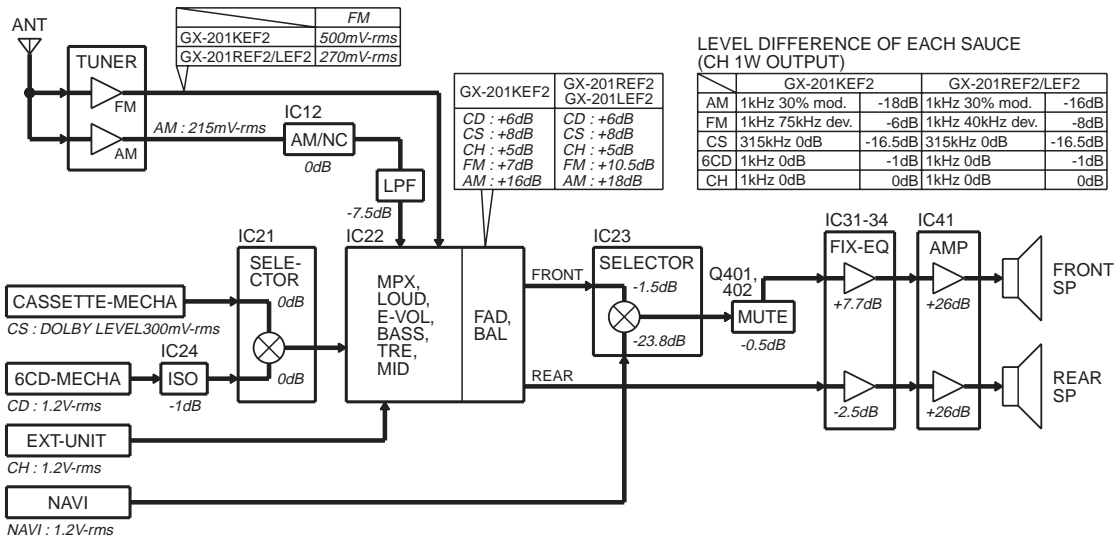 ANT
FM
GX-201KEF2 500mV-rms
GX-201REF2/LEF2 270mV-rms
TUNER
FM
AM
AM : 215mV-rms
IC12
AM/NC
0dB
LPF
-7.5dB
GX-201KEF2
CD : +6dB
CS : +8dB
CH : +5dB
FM : +7dB
AM : +16dB
GX-201REF2
GX-201LEF2
CD : +6dB
CS : +8dB
CH : +5dB
FM : +10.5dB
AM : +18dB
LEVEL DIFFERENCE OF EACH SAUCE
(CH 1W OUTPUT)
GX-201KEF2 GX-201REF2/LEF2
AM 1kHz 30% mod. -18dB 1kHz 30% mod. -16dB
FM 1kHz 75kHz dev. -6dB 1kHz 40kHz dev. -8dB
CS 315kHz 0dB -16.5dB 315kHz 0dB -16.5dB
6CD 1kHz 0dB -1dB 1kHz 0dB -1dB
CH 1kHz 0dB 0dB 1kHz 0dB 0dB
CASSETTE-MECHA
CS : DOLBY LEVEL300mV-rms
6CD-MECHA
CD : 1.2V-rms
IC24
ISO
-1dB
EXT-UNIT
CH : 1.2V-rms
NAVI
NAVI : 1.2V-rms
IC21
SELE-
CTOR
0dB
0dB
IC22
MPX,
LOUD,
E-VOL,
BASS,
TRE,
MID
FAD,
BAL
FRONT
REAR
IC23
SELECTOR
-1.5dB
-23.8dB
Q401,
402
MUTE
-0.5dB
IC31-34
FIX-EQ
+7.7dB
-2.5dB
IC41
AMP
+26dB
+26dB
FRONT
SP
REAR
SP